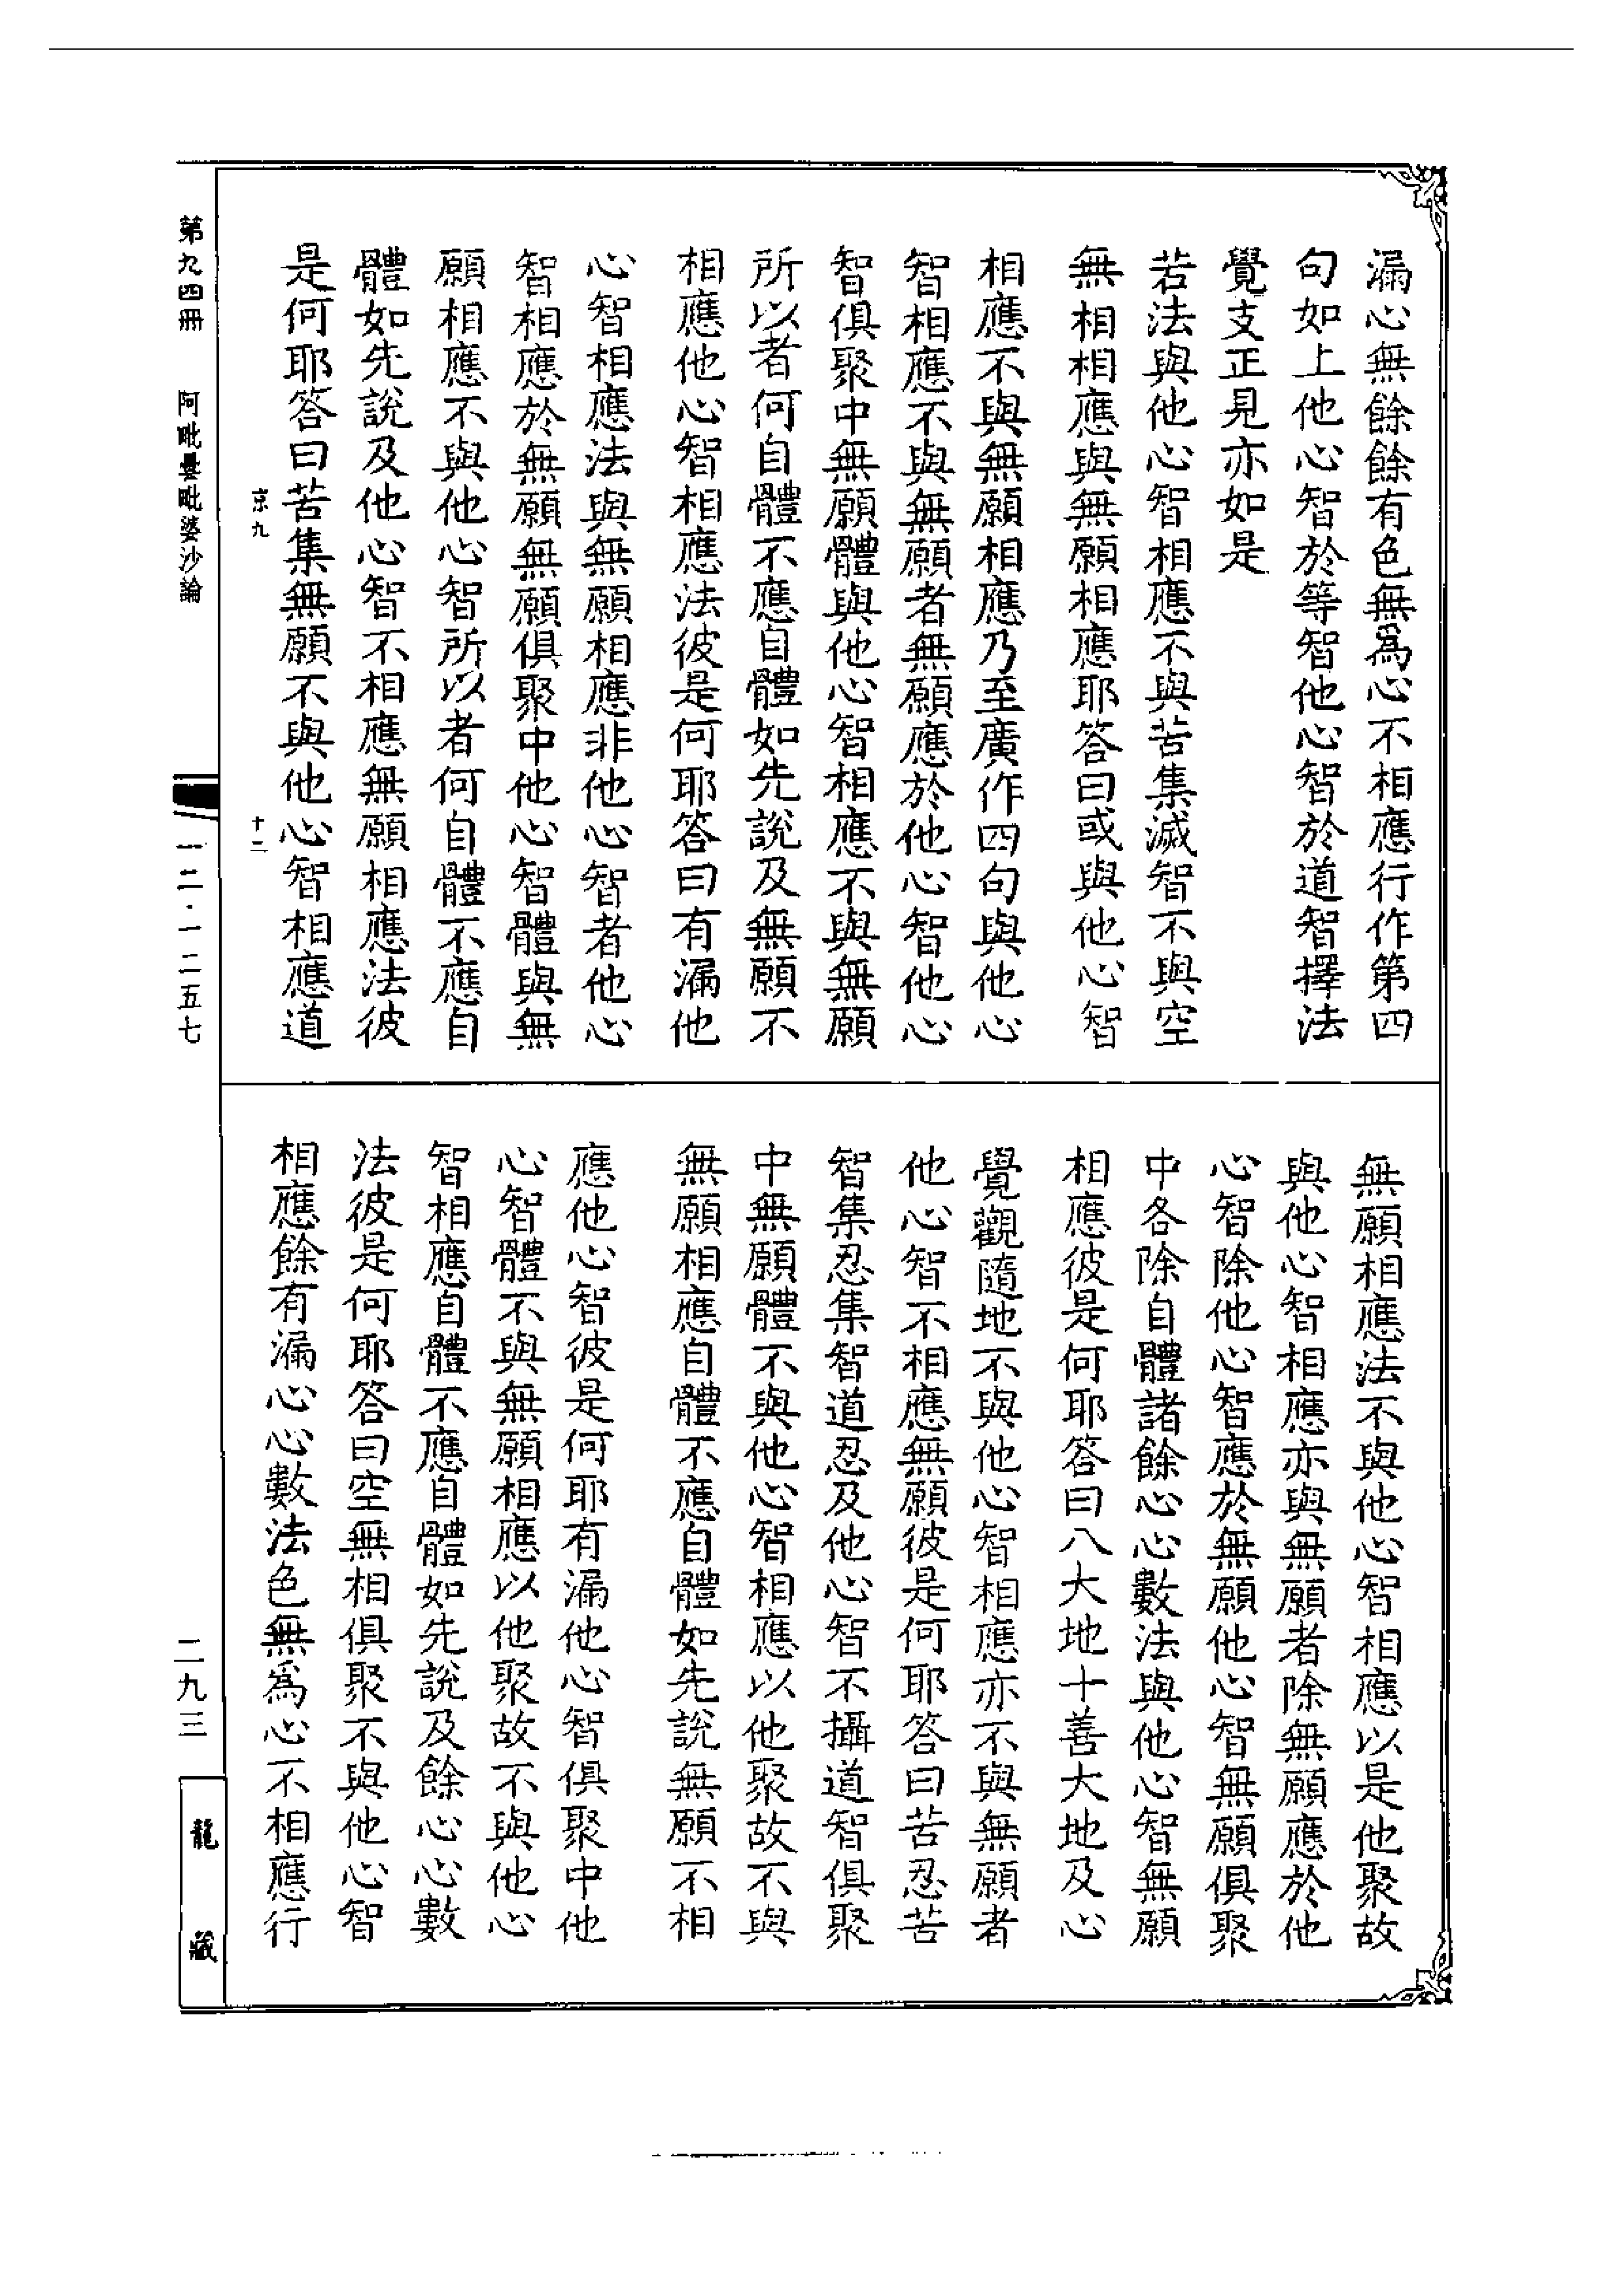 漏心無餘餘有色無爲心不相應行作第四
句如上他心智於等智他心智於道智擇法
覺支正見亦如是
若法與他心智相應不與苦集滅智不與空
無相相應與無願相應耶答曰或與他心智
相應不與無願相應乃至廣作四句與他心
智相應不與無願者無願應於他心智他心
智俱聚中無願體與他心智相應不與無願
所以者何自體不應自體如先說及無願不
相應他心智相應法彼是何耶答曰有漏他
心智相應法與無願相應非他心智者他心
智相應於無願無願俱聚中他心智體與無
願相應不與他心智所以者何自體不應自
體如先說及他心智不相應無願相應法彼
是何耶答曰苦集無願不與他心智相應道
無願相應法不與他心智相應以是他聚故
與他心智相應亦與無願者除無願應於他
心智除他心智應於無願他心智無願俱聚
中各除自體諸餘心心數法與他心智無願
相應彼是何耶答曰八大地十善大地及心
覺觀隨地不與他心智相應亦不與無願者
他心智不相應無願彼是何耶答曰苦忍苦
智集忍集智道忍及他心智不攝道智俱聚
中無願體不與他心智相應以他聚故不與
無願相應自體不應自體如先說無願不相
應他心智彼是何耶有漏他心智俱聚中他
心智體不與無願相應以他聚故不與他心
智相應自體不應自體如先說及餘心心數
法彼是何耶答曰空無相俱聚不與他心智
相應餘有漏心心數法色無爲心不相應行
京九
十二
第九四冊
阿毗曇毗婆沙論
一二·一二五七
二九三
龍藏